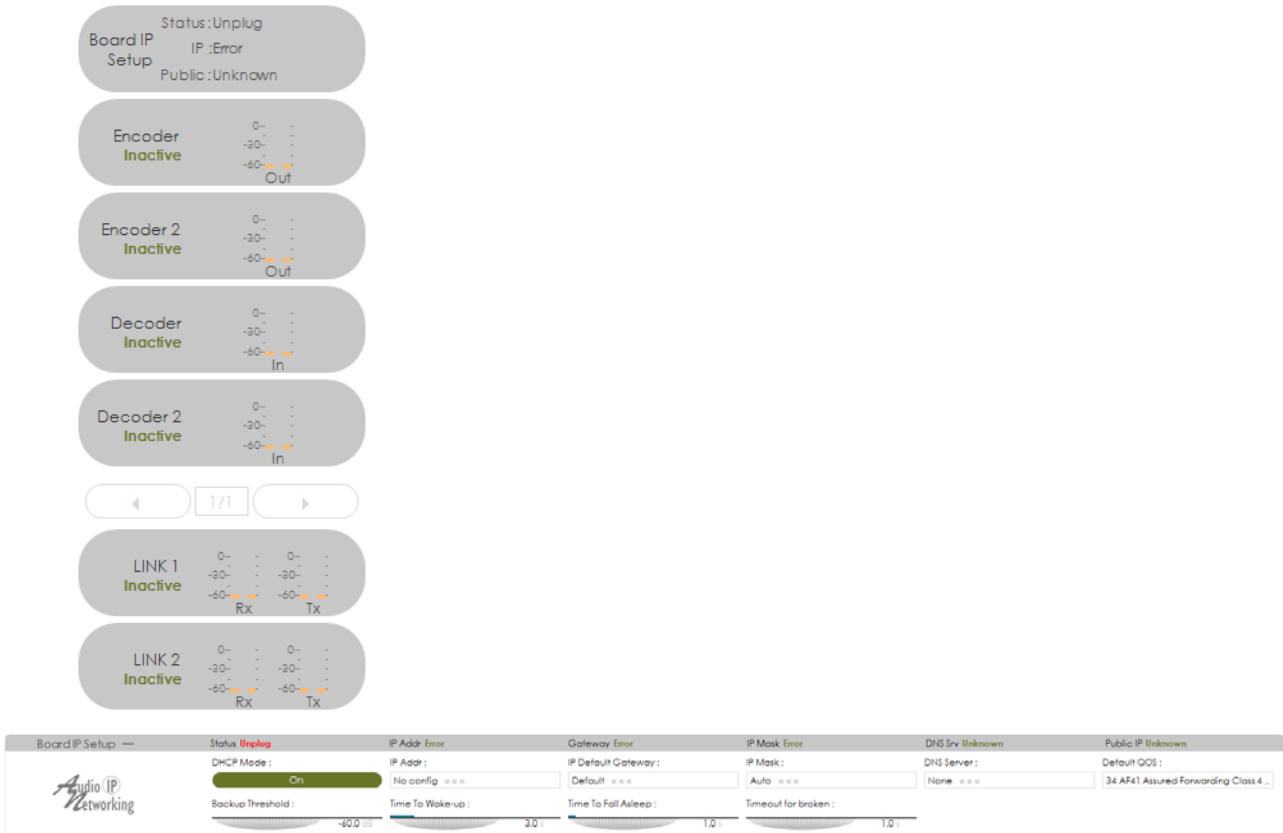 Status :Unplug
Board IP Setup
IP :Error
Public :Unknown
Encoder
Inactive
0
-30
-60
Out
Encoder 2
Inactive
0
-30
-60
Out
Decoder
Inactive
0
-30
-60
In
Decoder 2
Inactive
0
-30
-60
In
1/1
LINK 1
Inactive
0
-30
-60
Rx
0
-30
-60
Tx
LINK 2
Inactive
0
-30
-60
Rx
0
-30
-60
Tx
Board IP Setup — Status Unplug IP Addr Error Gateway Error IP Mask Error DNS Srv Unknown Public IP Unknown
Audio IP Networking
DHCP Mode : IP Addr : IP Default Gateway : IP Mask : DNS Server : Default QOS :
On No config Default Auto None 34 AF41 Assured Forwarding Class 4 ...
Backup Threshold : Time To Wake-up : Time To Fall Asleep : Timeout for broken :
-60.0 dB 3.0 s 1.0 s 1.0 s